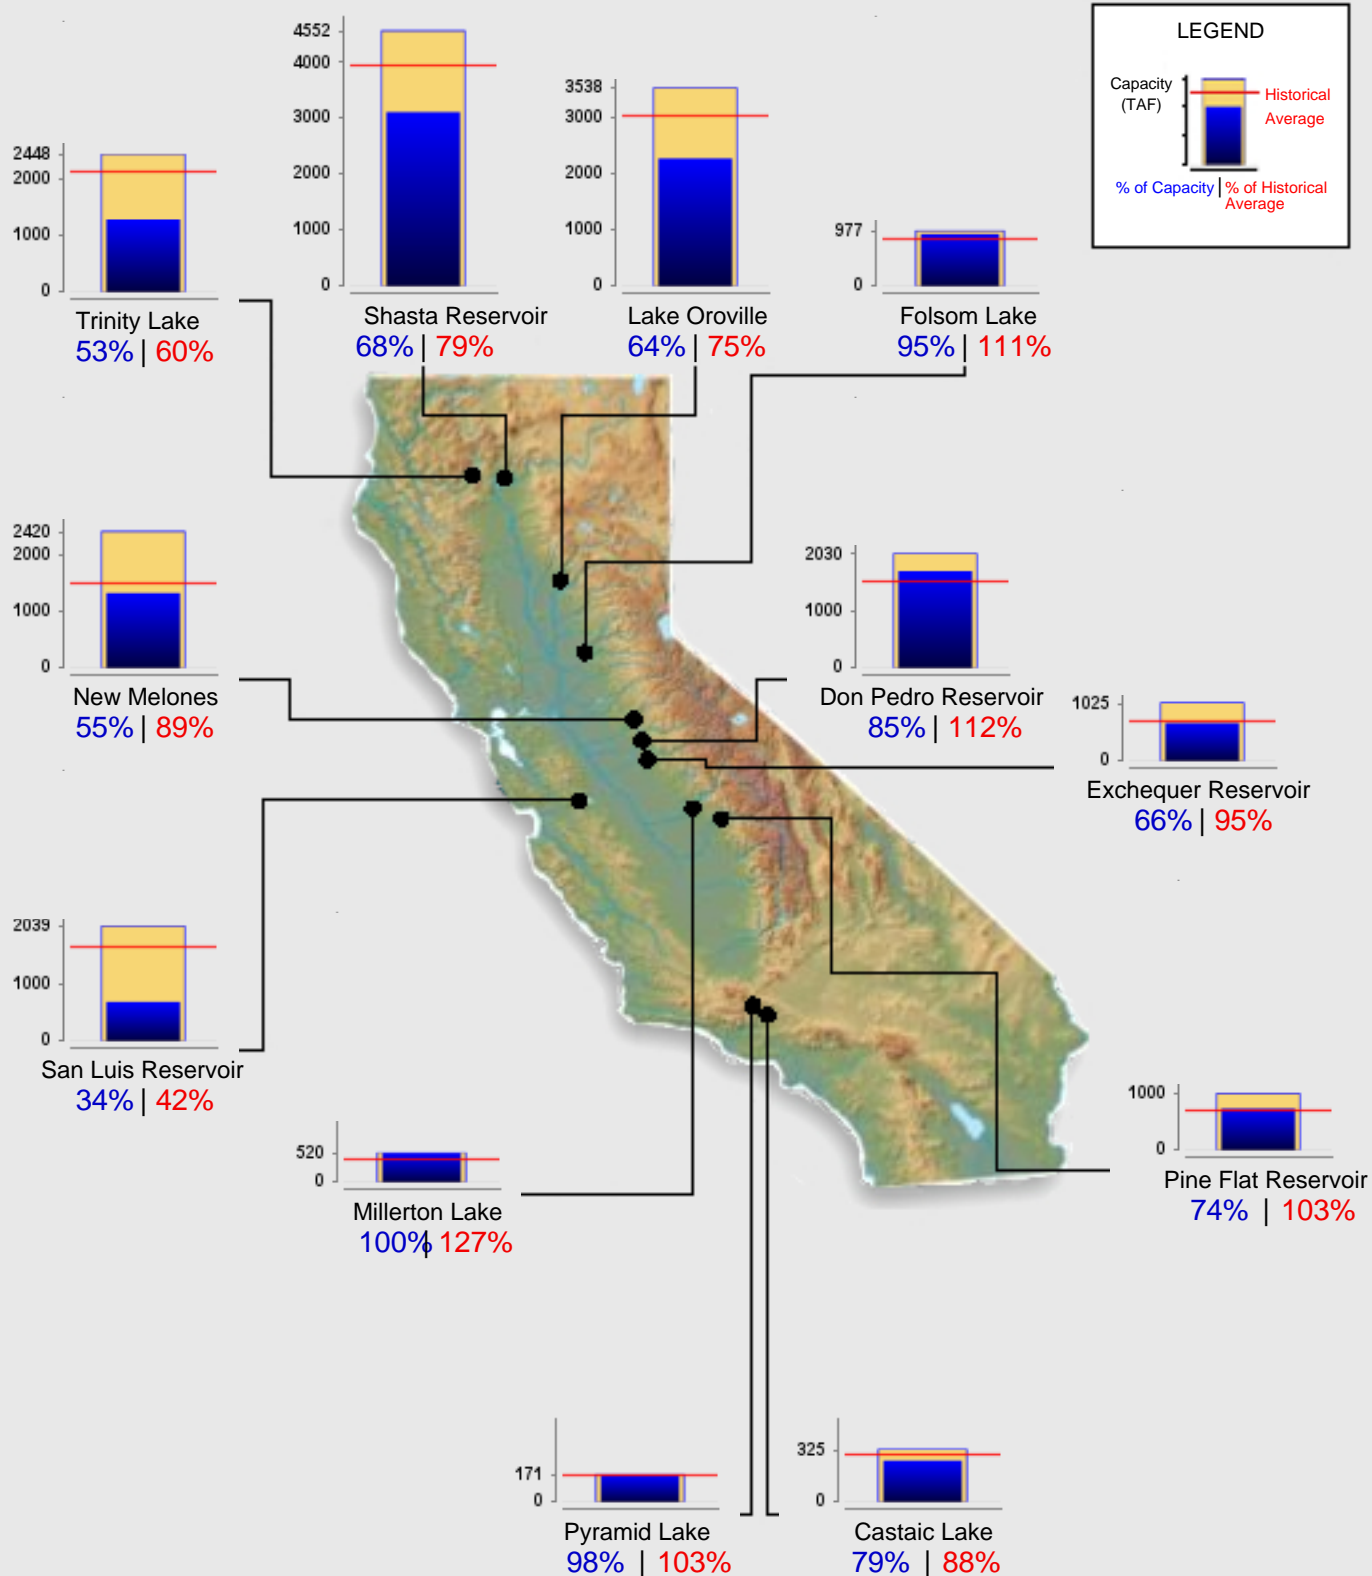 LEGEND
Capacity
(TAF)
Historical
Average
% of Capacity | % of Historical
Average
4552
4000
3000
2000
1000
0
Shasta Reservoir
68% | 79%
3538
3000
2000
1000
0
Lake Oroville
64% | 75%
977
0
Folsom Lake
95% | 111%
2448
2000
1000
0
Trinity Lake
53% | 60%
2420
2000
1000
0
New Melones
55% | 89%
2030
1000
0
Don Pedro Reservoir
85% | 112%
1025
0
Exchequer Reservoir
66% | 95%
2039
1000
0
San Luis Reservoir
34% | 42%
520
0
Millerton Lake
100% | 127%
1000
0
Pine Flat Reservoir
74% | 103%
171
0
Pyramid Lake
98% | 103%
325
0
Castaic Lake
79% | 88%